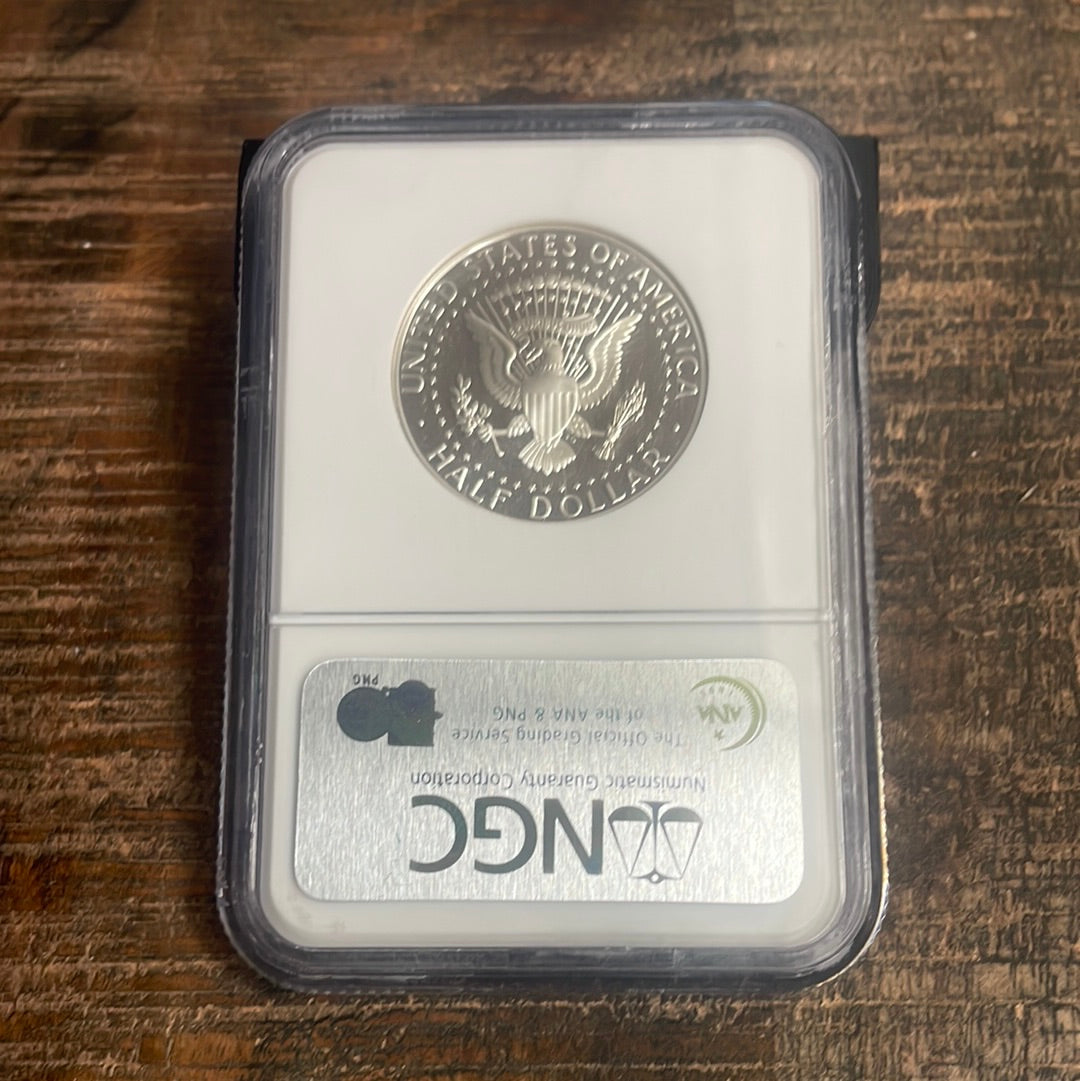 UNITED STATES OF AMERICA
HALF DOLLAR
NGC
Numismatic Guaranty Corporation
The Official Grading Service
of the ANA & PNG
ANA
PNG